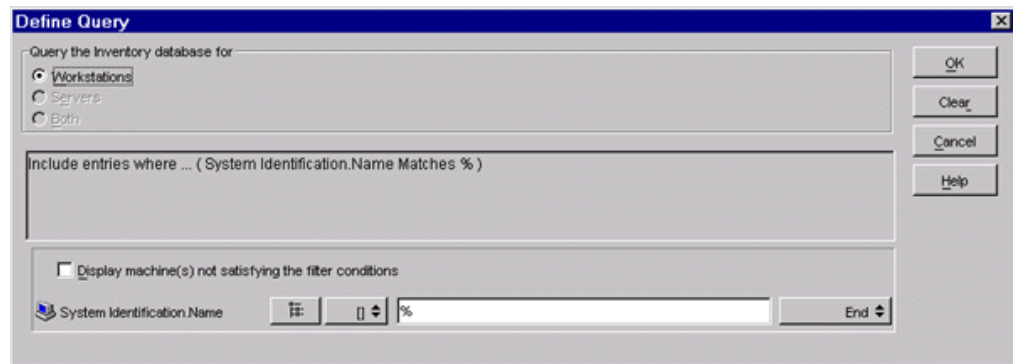 Define Query
Query the Inventory database for
Workstations
Servers
Both
OK
Clear
Cancel
Help
Include entries where ... ( System Identification.Name Matches % )
Display machine(s) not satisfying the filter conditions
System Identification.Name
[]
%
End